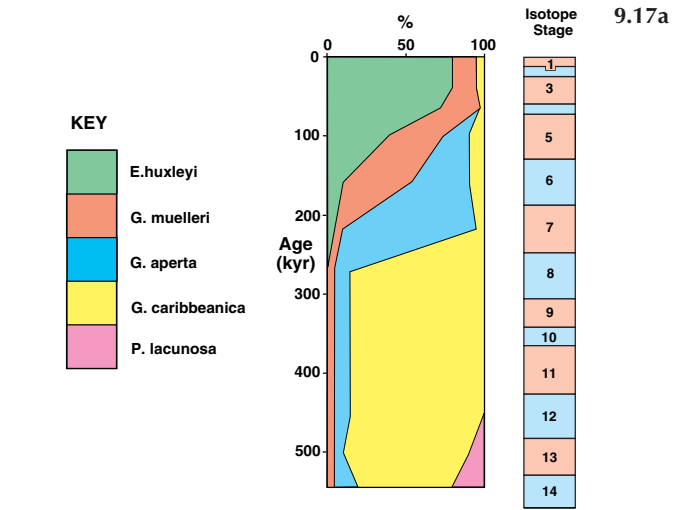 9.17a
Isotope
Stage
%
0 50 100
KEY
E.huxleyi
G. muelleri
G. aperta
G. caribbeanica
P. lacunosa
Age
(kyr)
0
100
200
300
400
500
1
3
5
6
7
8
9
10
11
12
13
14